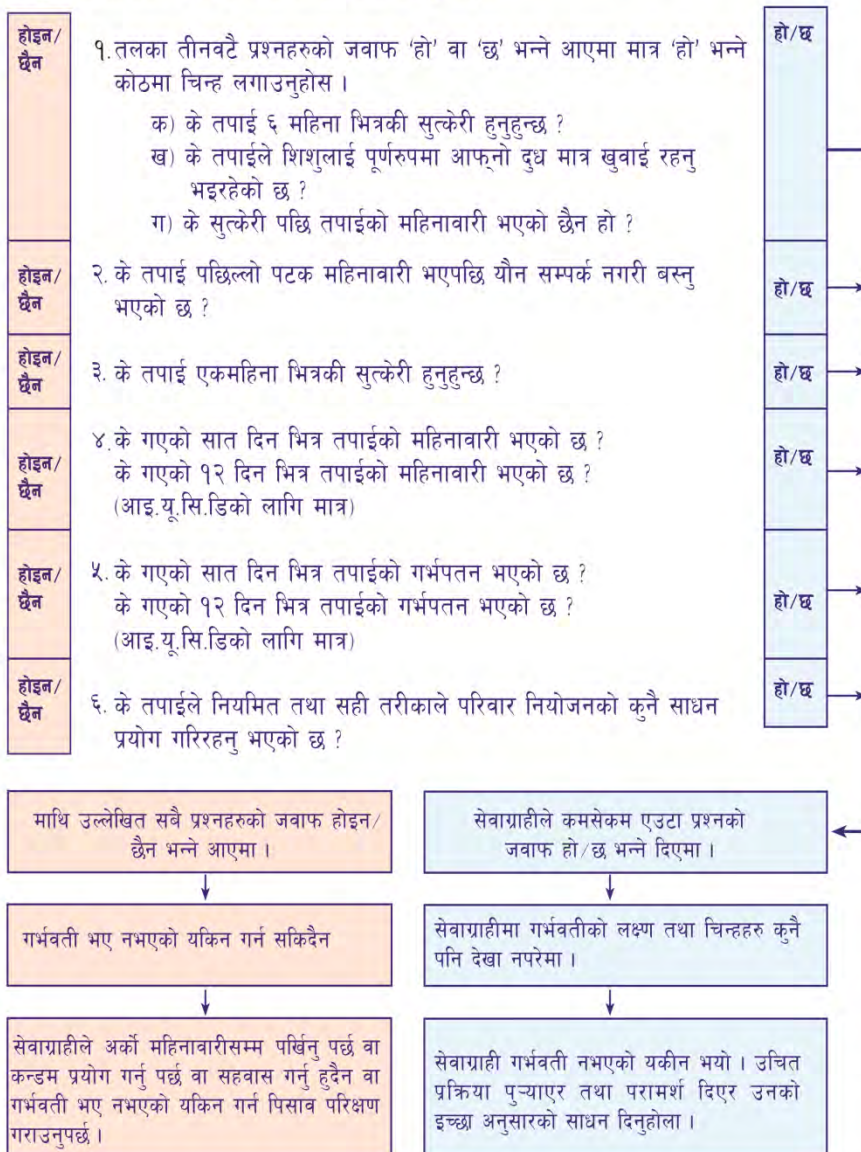 होइन/
छैन
१. तलका तीनवटै प्रश्नहरुको जवाफ ‘हो’ वा ‘छ’ भन्ने आएमा मात्र ‘हो’ भन्ने
कोठमा चिन्ह लगाउनुहोस ।
क) के तपाई ६ महिना भित्रकी सुत्केरी हुनुहुन्छ ?
ख) के तपाईले शिशुलाई पूर्णरुपमा आफ्‌नो दुध मात्र खुवाई रहनु
भइरहेको छ ?
ग) के सुत्केरी पछि तपाईको महिनावारी भएको छैन हो ?
हो/छ
होइन/
छैन
२. के तपाई पछिल्लो पटक महिनावारी भएपछि यौन सम्पर्क नगरी बस्नु
भएको छ ?
हो/छ
होइन/
छैन
३. के तपाई एकमहिना भित्रकी सुत्केरी हुनुहुन्छ ?
हो/छ
होइन/
छैन
४. के गएको सात दिन भित्र तपाईको महिनावारी भएको छ ?
के गएको १२ दिन भित्र तपाईको महिनावारी भएको छ ?
(आइ.यू.सि.डिको लागि मात्र)
हो/छ
होइन/
छैन
५. के गएको सात दिन भित्र तपाईको गर्भपतन भएको छ ?
के गएको १२ दिन भित्र तपाईको गर्भपतन भएको छ ?
(आइ.यू.सि.डिको लागि मात्र)
हो/छ
होइन/
छैन
६. के तपाईले नियमित तथा सही तरीकाले परिवार नियोजनको कुनै साधन
प्रयोग गरिरहनु भएको छ ?
हो/छ
माथि उल्लेखित सबै प्रश्नहरुको जवाफ होइन/
छैन भन्ने आएमा ।
गर्भवती भए नभएको यकिन गर्न सकिदैन
सेवाग्राहीले अर्को महिनावारीसम्म पर्खिनु पर्छ वा
कन्डम प्रयोग गर्नु पर्छ वा सहवास गर्नु हुदैन वा
गर्भवती भए नभएको यकिन गर्न पिसाव परिक्षण
गराउनुपर्छ ।
सेवाग्राहीले कमसेकम एउटा प्रश्नको
जवाफ हो/छ भन्ने दिएमा ।
सेवाग्राहीमा गर्भवतीको लक्ष्ण तथा चिन्हहरु कुनै
पनि देखा नपरेमा ।
सेवाग्राही गर्भवती नभएको यकीन भयो । उचित
प्रक्रिया पुऱ्याएर तथा परामर्श दिएर उनको
इच्छा अनुसारको साधन दिनुहोला ।